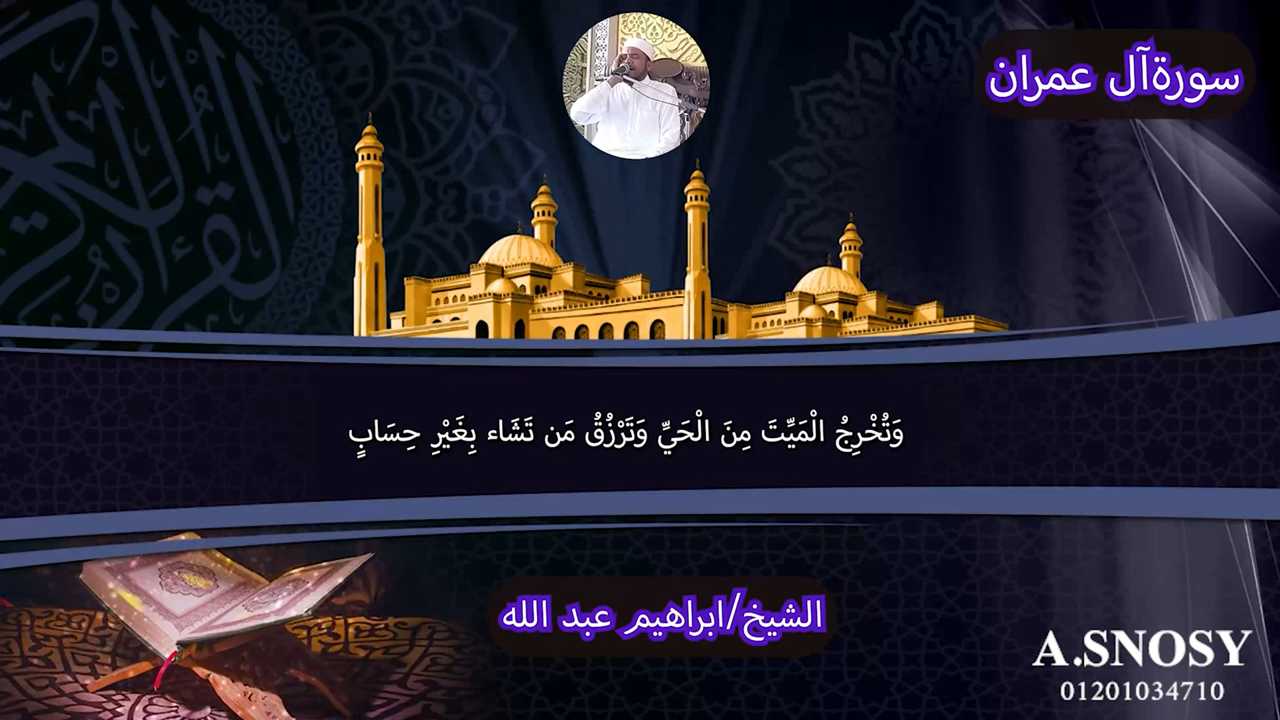 سورةآل عمران
وَتُخْرِجُ الْمَيِّتَ مِنَ الْحَيِّ وَتَرْزُقُ مَن تَشَاء بِغَيْرِ حِسَابٍ
الشيخ/ابراهيم عبد الله
A.SNOSY
01201034710